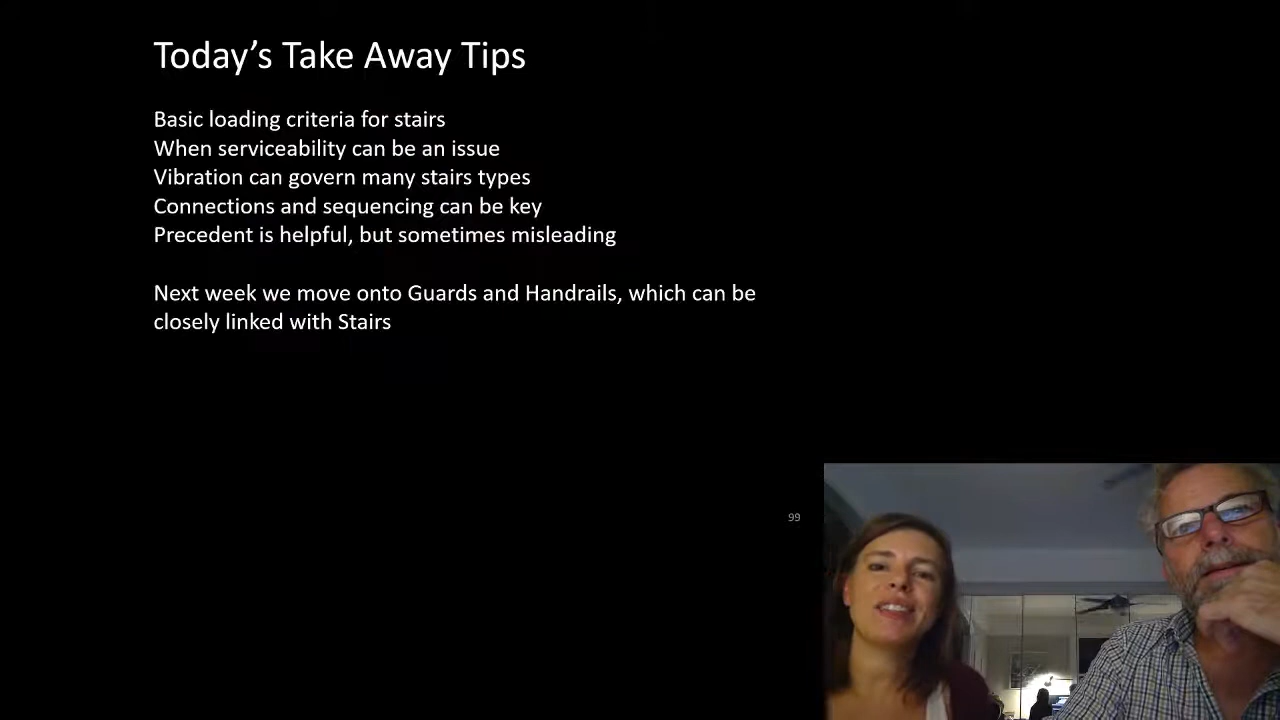 Today’s Take Away Tips
Basic loading criteria for stairs
When serviceability can be an issue
Vibration can govern many stairs types
Connections and sequencing can be key
Precedent is helpful, but sometimes misleading
Next week we move onto Guards and Handrails, which can be
closely linked with Stairs
99